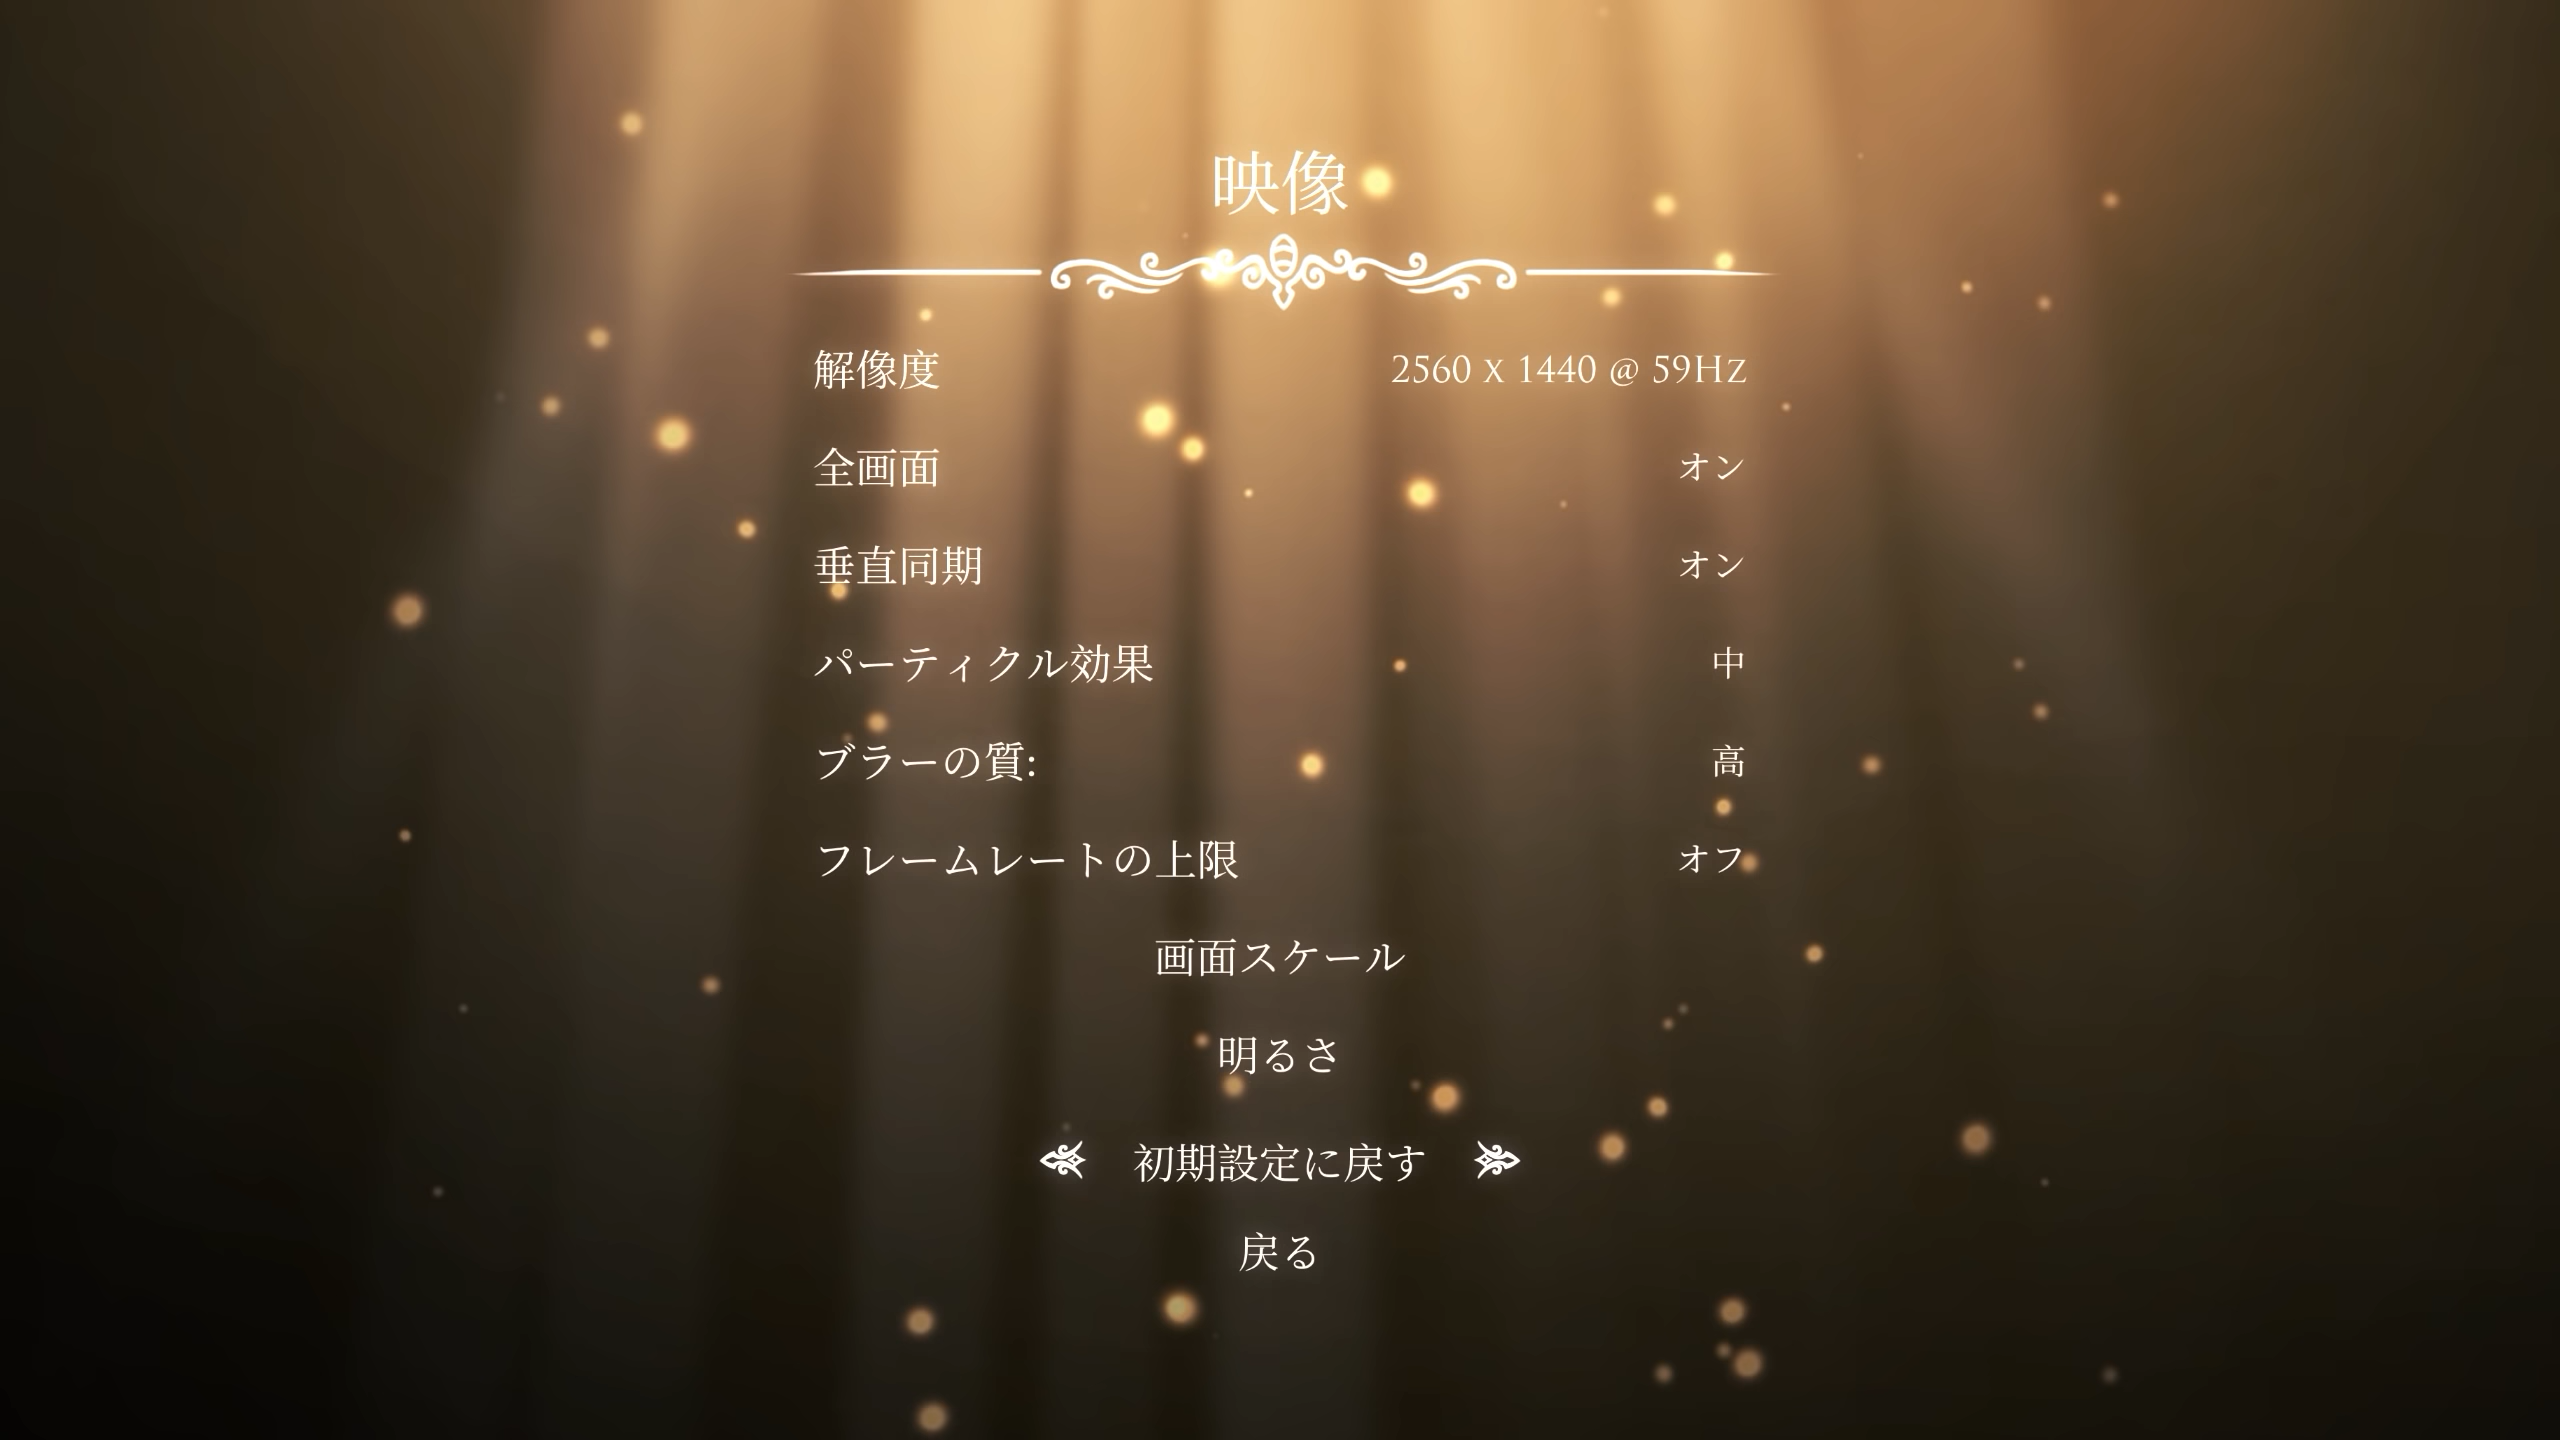 映像
解像度 2560 x 1440 @ 59Hz
全画面 オン
垂直同期 オン
パーティクル効果 中
ブラーの質: 高
フレームレートの上限 オフ
画面スケール
明るさ
初期設定に戻す
戻る